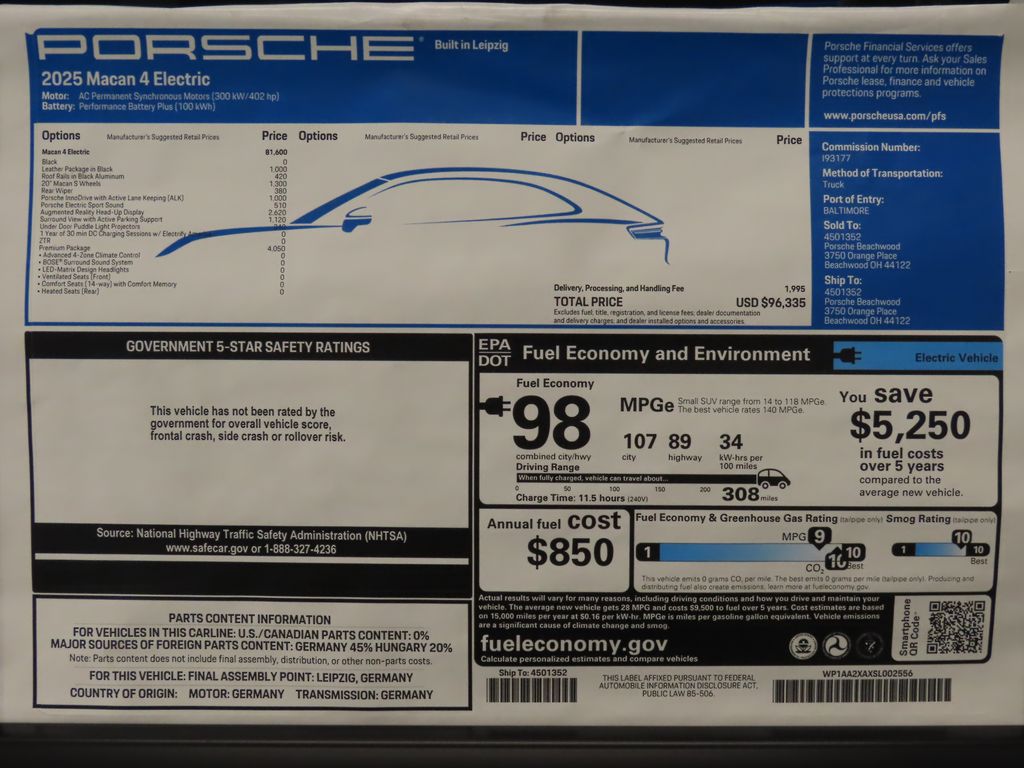 PORSCHE® Built in Leipzig
2025 Macan 4 Electric
Motor: AC Permanent Synchronous Motors (300 kW/402 hp)
Battery: Performance Battery Plus (100 kWh)
Porsche Financial Services offers
support at every turn. Ask your Sales
Professional for more information on
Porsche lease, finance and vehicle
protections programs.
www.porscheusa.com/pfs
Options Manufacturer's Suggested Retail Prices Price Options Manufacturer's Suggested Retail Prices Price Options Manufacturer's Suggested Retail Prices Price
Macan 4 Electric 81,600
Black 0
Leather Package in Black 1,000
Roof Rails in Black Aluminum 420
20" Macan S Wheels 1,300
Rear Wiper 380
Porsche InnoDrive with Active Lane Keeping (ALK) 1,000
Porsche Electric Sport Sound 510
Augmented Reality Head-Up Display 2,620
Surround View with Active Parking Support 1,120
Under Door Puddle Light Projectors
1 Year of 30 min DC Charging Sessions w/ Electrify America 0
ZTR 0
Premium Package 4,050
• Advanced 4-Zone Climate Control 0
• BOSE® Surround Sound System 0
• LED-Matrix Design Headlights 0
• Ventilated Seats (Front) 0
• Comfort Seats (14-way) with Comfort Memory 0
• Heated Seats (Rear) 0
Delivery, Processing, and Handling Fee 1,995
TOTAL PRICE USD $96,335
Excludes fuel, title, registration, and license fees, dealer documentation
and delivery charges, and dealer installed options and accessories.
Commission Number:
I93177
Method of Transportation:
Truck
Port of Entry:
BALTIMORE
Sold To:
4501352
Porsche Beachwood
3750 Orange Place
Beachwood OH 44122
Ship To:
4501352
Porsche Beachwood
3750 Orange Place
Beachwood OH 44122
GOVERNMENT 5-STAR SAFETY RATINGS
This vehicle has not been rated by the
government for overall vehicle score,
frontal crash, side crash or rollover risk.
Source: National Highway Traffic Safety Administration (NHTSA)
www.safecar.gov or 1-888-327-4236
PARTS CONTENT INFORMATION
FOR VEHICLES IN THIS CARLINE: U.S./CANADIAN PARTS CONTENT: 0%
MAJOR SOURCES OF FOREIGN PARTS CONTENT: GERMANY 45% HUNGARY 20%
Note: Parts content does not include final assembly, distribution, or other non-parts costs.
FOR THIS VEHICLE: FINAL ASSEMBLY POINT: LEIPZIG, GERMANY
COUNTRY OF ORIGIN: MOTOR: GERMANY TRANSMISSION: GERMANY
EPA
DOT
Fuel Economy and Environment
Electric Vehicle
Fuel Economy
98
MPGe
Small SUV range from 14 to 118 MPGe.
The best vehicle rates 140 MPGe.
107 89 34
combined city/hwy city highway kW-hrs per
100 miles
Driving Range
When fully charged, vehicle can travel about...
0 50 100 150 200 308 miles
Charge Time: 11.5 hours (240V)
You save
$5,250
in fuel costs
over 5 years
compared to the
average new vehicle.
Annual fuel cost
$850
Fuel Economy & Greenhouse Gas Rating (tailpipe only)
MPG 9
1 10
CO2 10 Best
Smog Rating (tailpipe only)
10
1 10
Best
This vehicle emits 0 grams CO2 per mile. The best emits 0 grams per mile (tailpipe only). Producing and
distributing fuel also create emissions; learn more at fueleconomy.gov.
Actual results will vary for many reasons, including driving conditions and how you drive and maintain your
vehicle. The average new vehicle gets 28 MPG and costs $9,500 to fuel over 5 years. Cost estimates are based
on 15,000 miles per year at $0.16 per kW-hr. MPGe is miles per gasoline gallon equivalent. Vehicle emissions
are a significant cause of climate change and smog.
fueleconomy.gov
Calculate personalized estimates and compare vehicles
Smartphone
QR Code™
Ship To: 4501352
THIS LABEL AFFIXED PURSUANT TO FEDERAL
AUTOMOBILE INFORMATION DISCLOSURE ACT,
PUBLIC LAW 85-506.
WP1AA2XAXSL002556